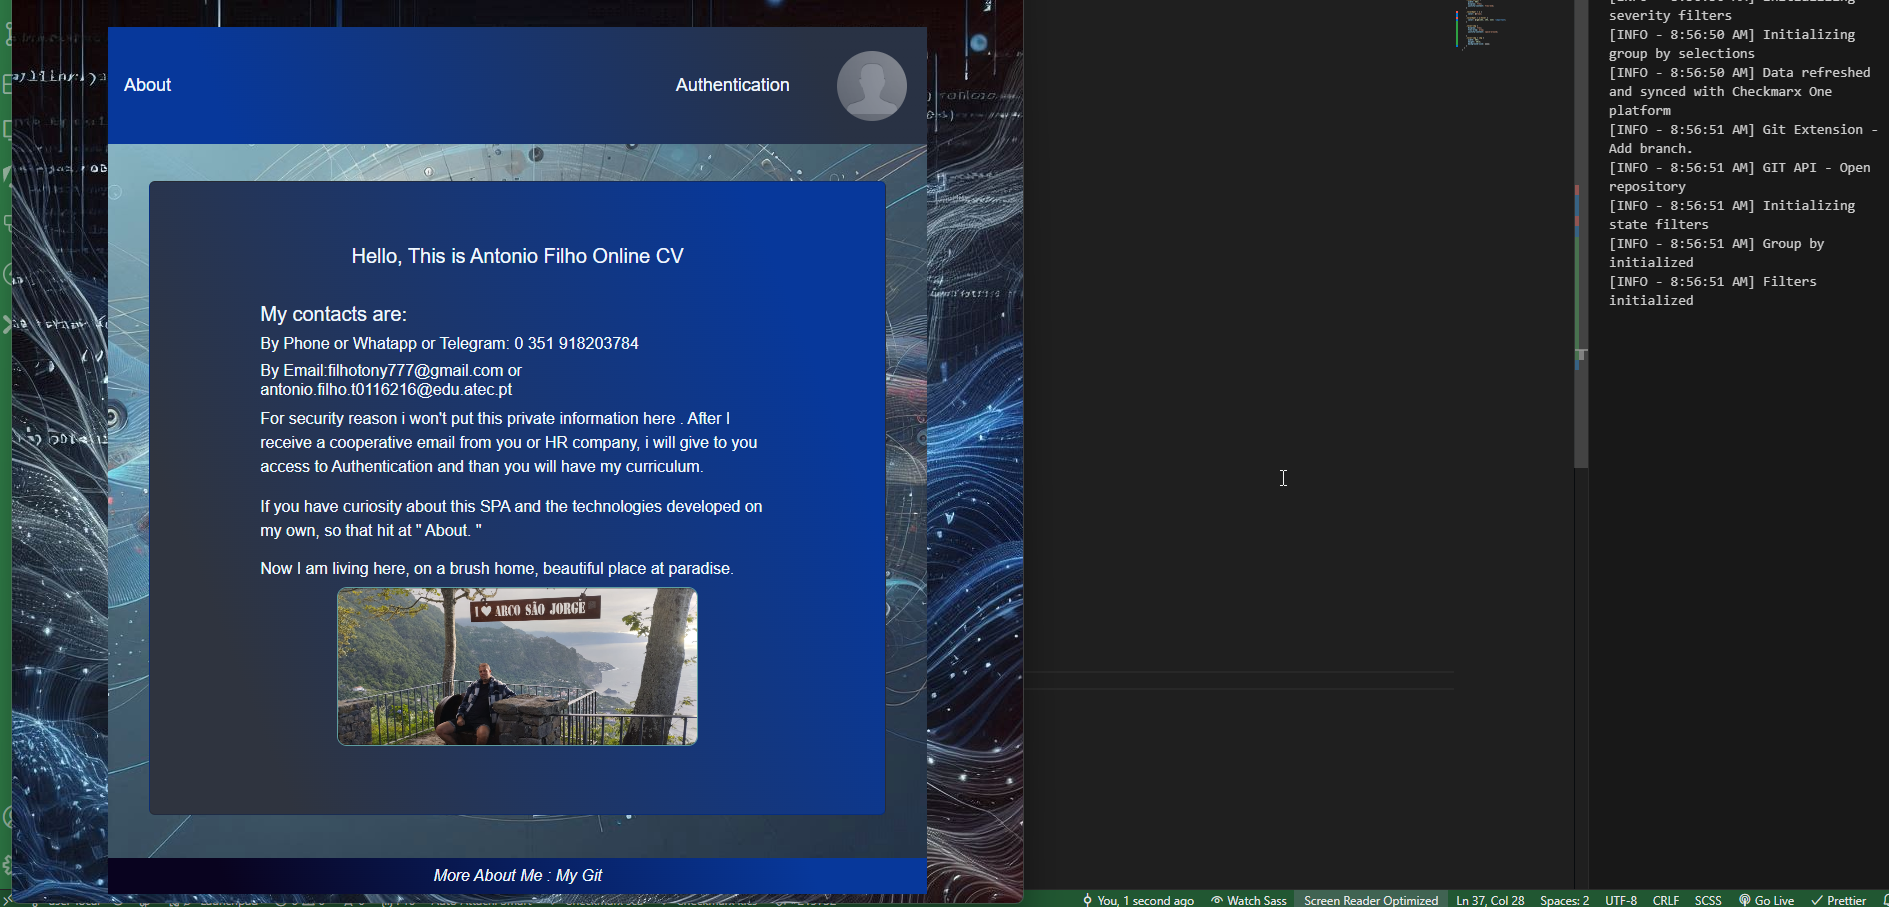 About
Authentication
Hello, This is Antonio Filho Online CV
My contacts are:
By Phone or Whatapp or Telegram: 0 351 918203784
By Email:filhotony777@gmail.com or
antonio.filho.t0116216@edu.atec.pt
For security reason i won't put this private information here . After I
receive a cooperative email from you or HR company, i will give to you
access to Authentication and than you will have my curriculum.
If you have curiosity about this SPA and the technologies developed on
my own, so that hit at " About. "
Now I am living here, on a brush home, beautiful place at paradise.
I ♥ ARCO SÃO JORGE
More About Me : My Git
severity filters
[INFO - 8:56:50 AM] Initializing
group by selections
[INFO - 8:56:50 AM] Data refreshed
and synced with Checkmarx One
platform
[INFO - 8:56:51 AM] Git Extension -
Add branch.
[INFO - 8:56:51 AM] GIT API - Open
repository
[INFO - 8:56:51 AM] Initializing
state filters
[INFO - 8:56:51 AM] Group by
initialized
[INFO - 8:56:51 AM] Filters
initialized
You, 1 second ago
Watch Sass
Screen Reader Optimized
Ln 37, Col 28
Spaces: 2
UTF-8
CRLF
SCSS
Go Live
Prettier